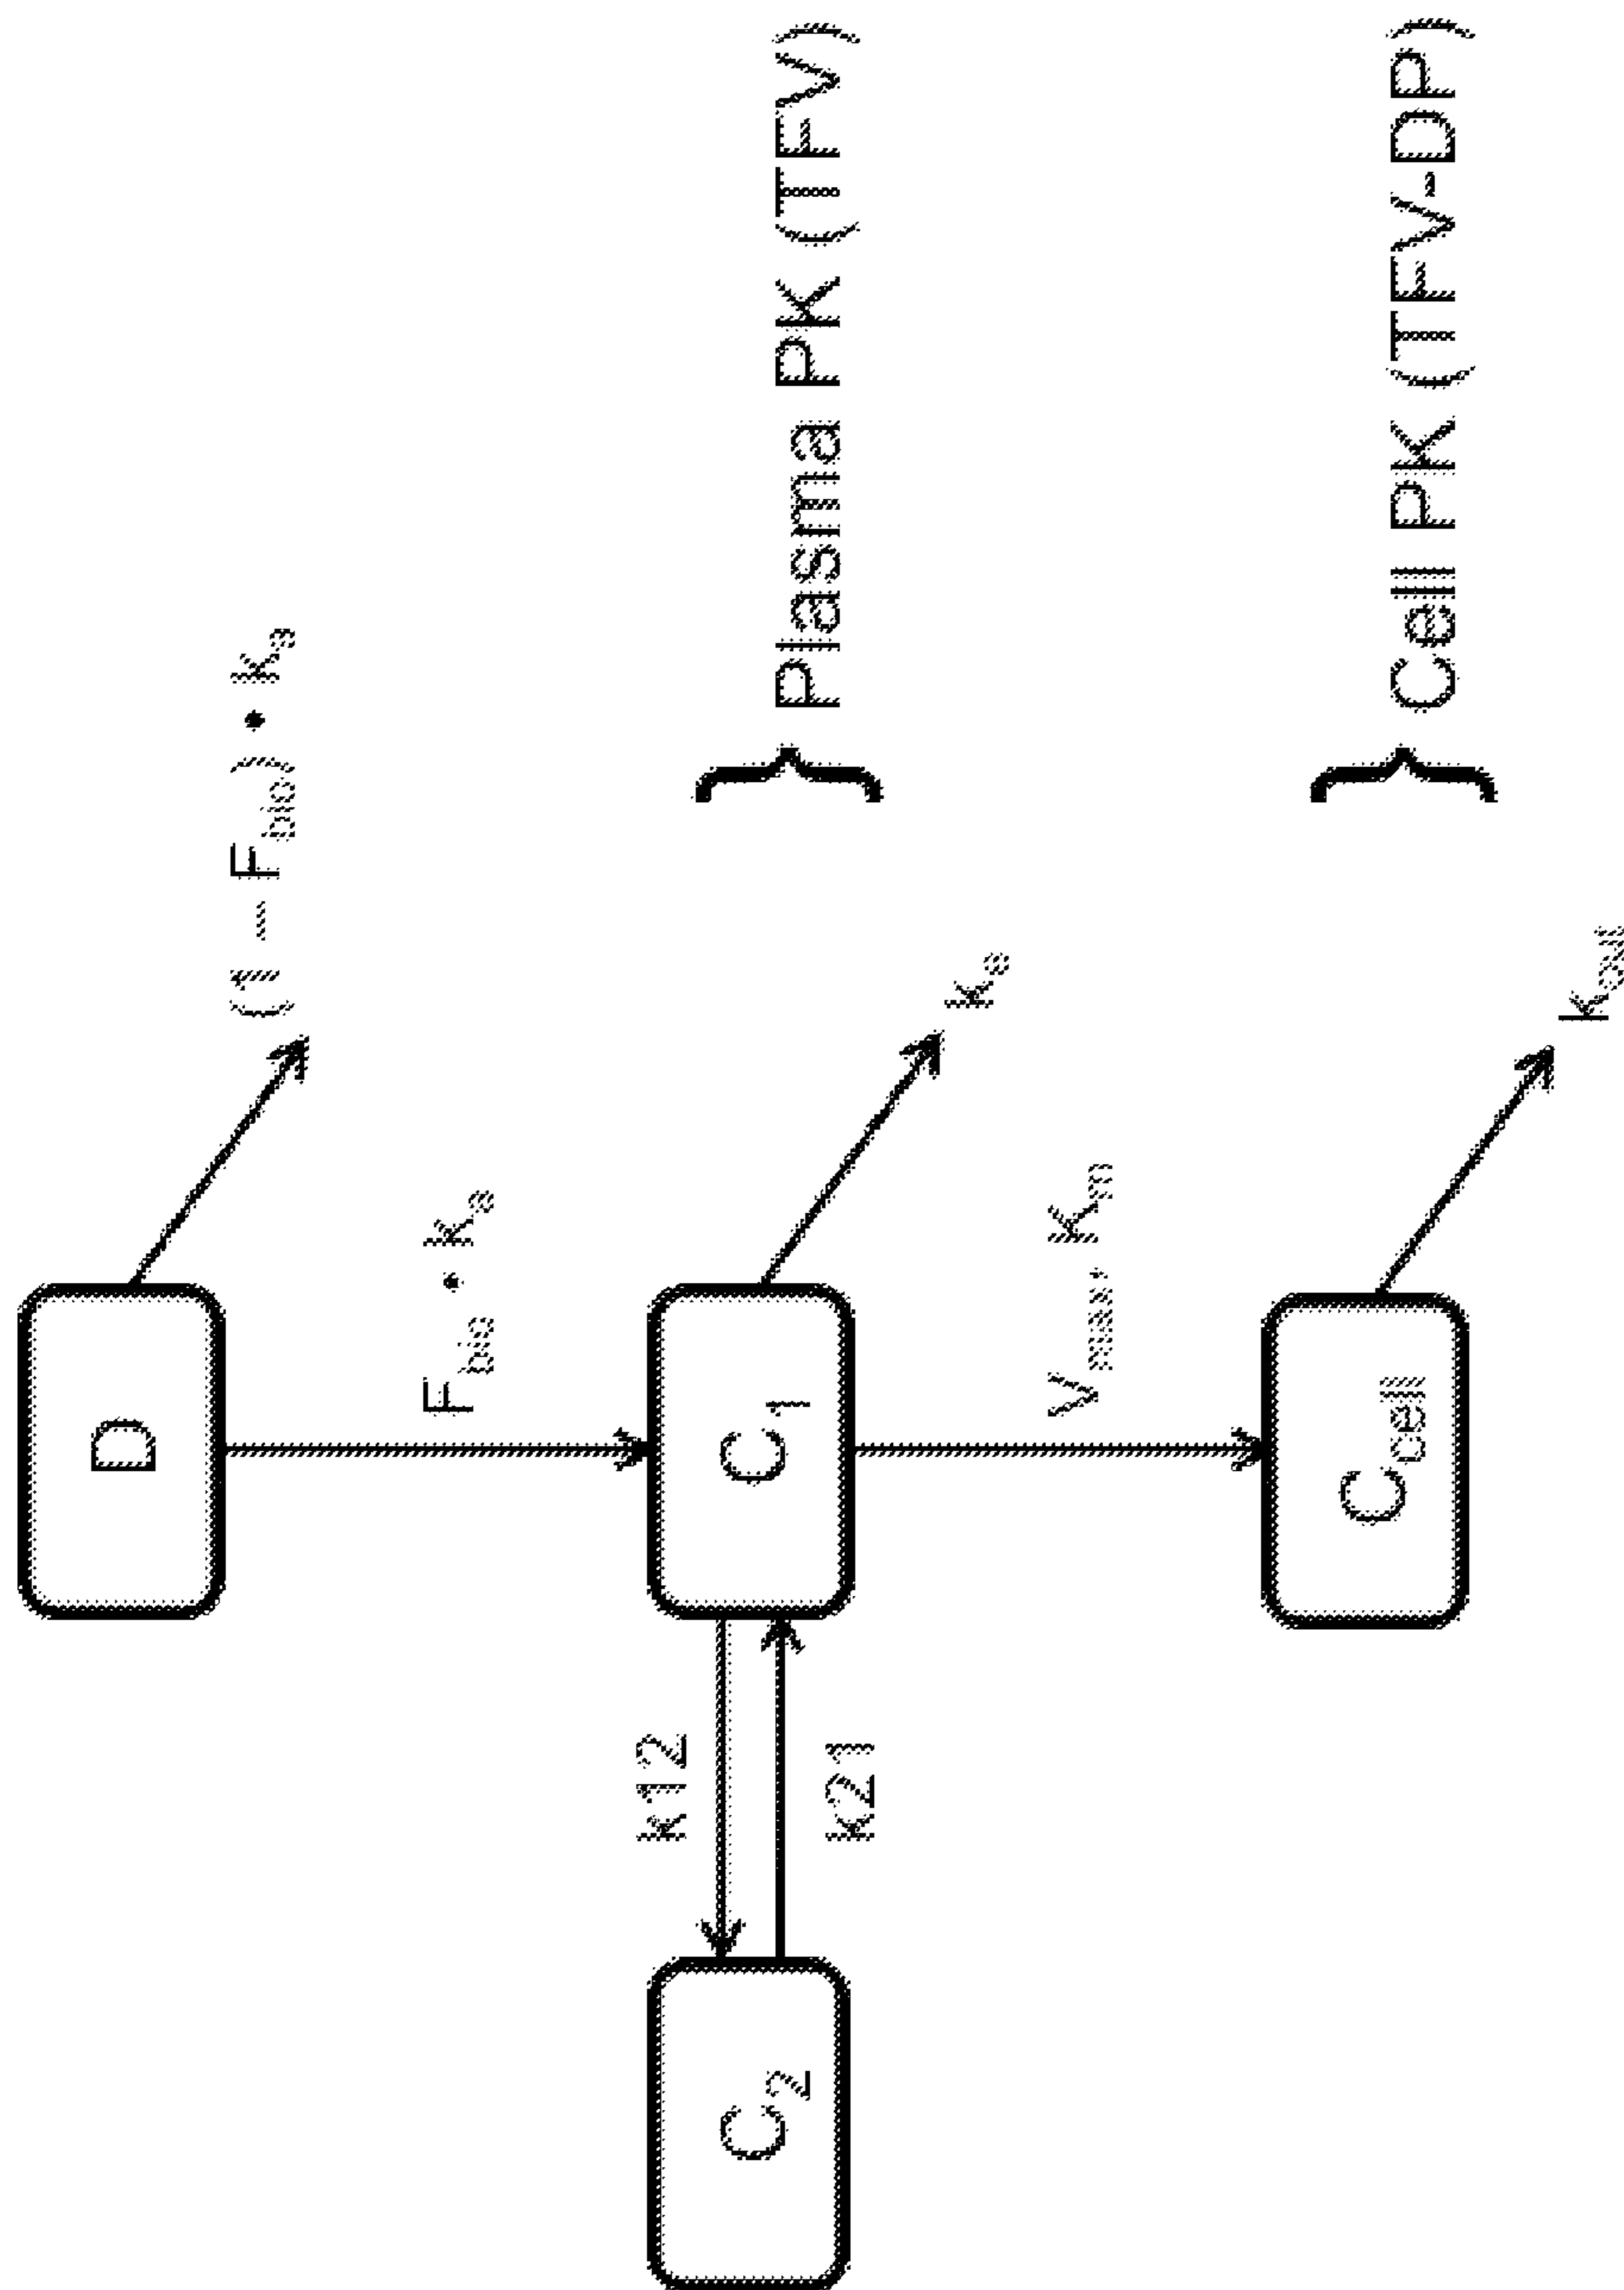 D
(1 – F_bio) • k_a
F_bio • k_a
k12
C_2
C_1
Plasma PK (TFV)
k21
k_e
V_max, K_m
C_cell
Cell PK (TFV-DP)
k_out